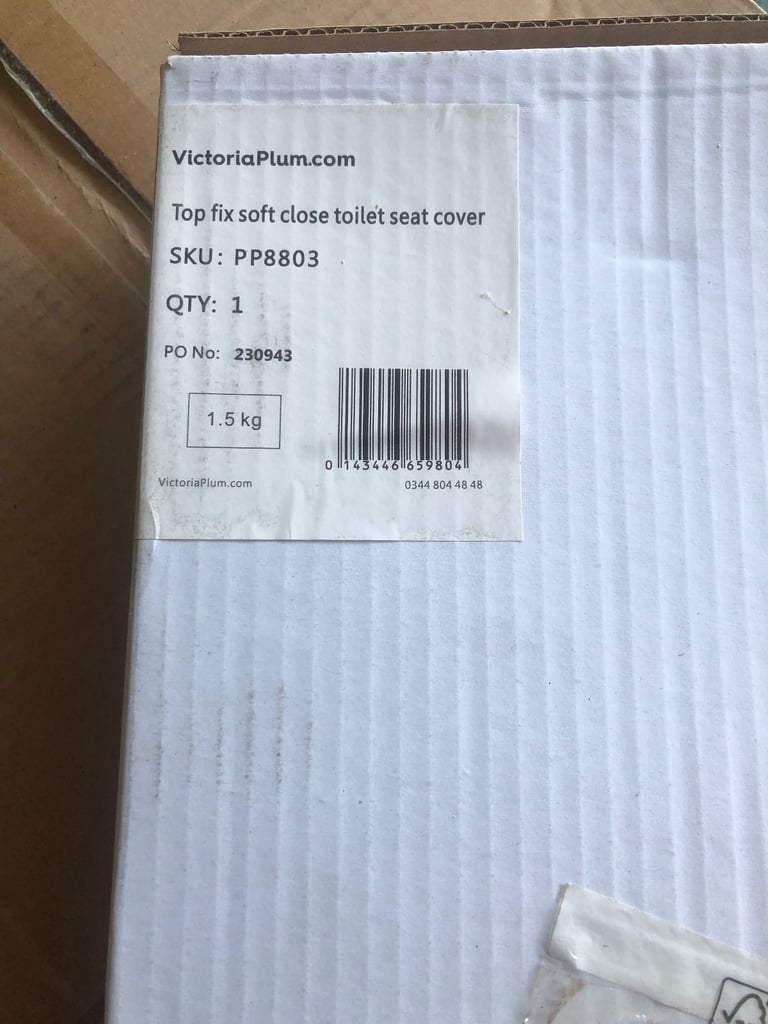 VictoriaPlum.com
Top fix soft close toilet seat cover
SKU: PP8803
QTY: 1
PO No: 230943
1.5 kg
0 143446 659804
VictoriaPlum.com
0344 804 48 48